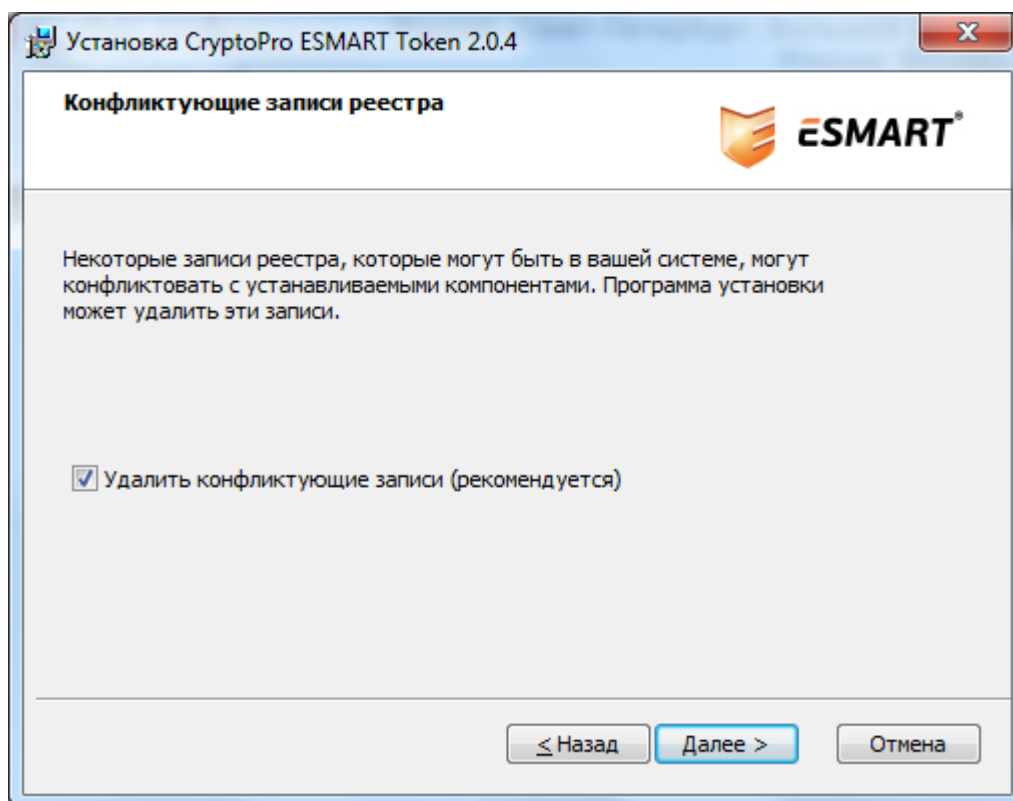 Установка CryptoPro ESMART Token 2.0.4
Конфликтующие записи реестра
ESMART®
Некоторые записи реестра, которые могут быть в вашей системе, могут
конфликтовать с устанавливаемыми компонентами. Программа установки
может удалить эти записи.
Удалить конфликтующие записи (рекомендуется)
< Назад
Далее >
Отмена